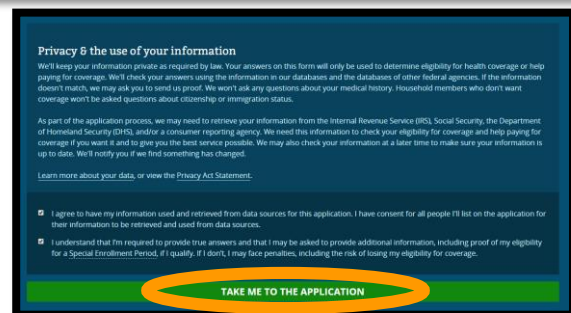 Privacy & the use of your information
We'll keep your information private as required by law. Your answers on this form will only be used to determine eligibility for health coverage or help
paying for coverage. We'll check your answers using the information in our databases and the databases of other federal agencies. If the information
doesn't match, we may ask you to send us proof. We won't ask any questions about your medical history. Household members who don't want
coverage won't be asked questions about citizenship or immigration status.
As part of the application process, we may need to retrieve your information from the Internal Revenue Service (IRS), Social Security, the Department
of Homeland Security (DHS), and/or a consumer reporting agency. We need this information to check your eligibility for coverage and help paying for
coverage if you want it and to give you the best service possible. We may also check your information at a later time to make sure your information is
up to date. We'll notify you if we find something has changed.
Learn more about your data, or view the Privacy Act Statement.
I agree to have my information used and retrieved from data sources for this application. I have consent for all people I'll list on the application for
their information to be retrieved and used from data sources.
I understand that I'm required to provide true answers and that I may be asked to provide additional information, including proof of my eligibility
for a Special Enrollment Period, if I qualify. If I don't, I may face penalties, including the risk of losing my eligibility for coverage.
TAKE ME TO THE APPLICATION